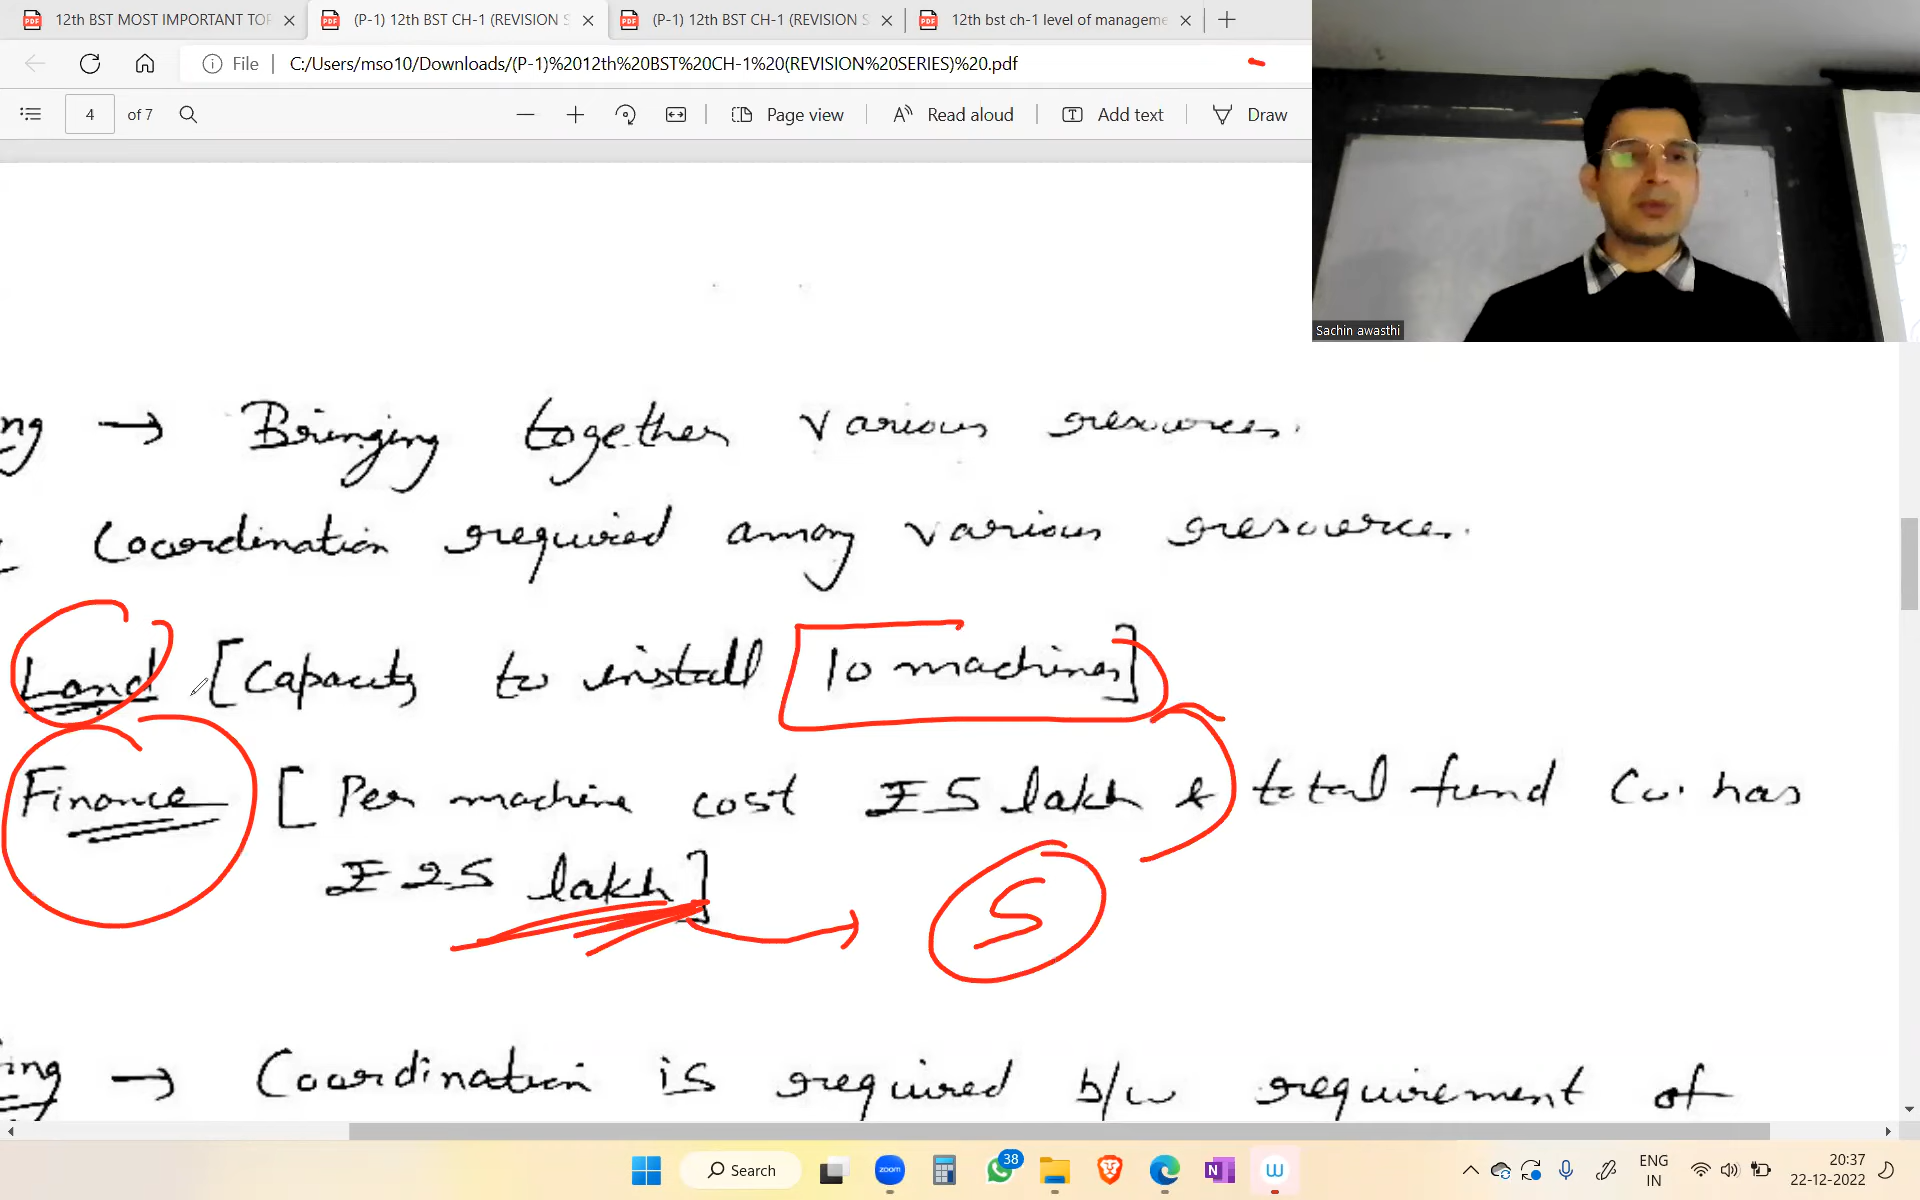 12th BST MOST IMPORTANT TOP
(P-1) 12th BST CH-1 (REVISION S
(P-1) 12th BST CH-1 (REVISION S
12th bst ch-1 level of manageme
File C:/Users/mso10/Downloads/(P-1)%2012th%20BST%20CH-1%20(REVISION%20SERIES)%20.pdf
4 of 7 Page view Read aloud Add text Draw
Sachin awasthi
ng → Bringing together various resources.
Coordination required among various resources.
Land [Capacity to install 10 machines]
Finance [Per machine cost ₹5 lakh & total fund Co. has
₹25 lakh] → 5
ing → Coordination is required b/w requirement of
Search zoom 38 N W ENG 20:37
IN 22-12-2022